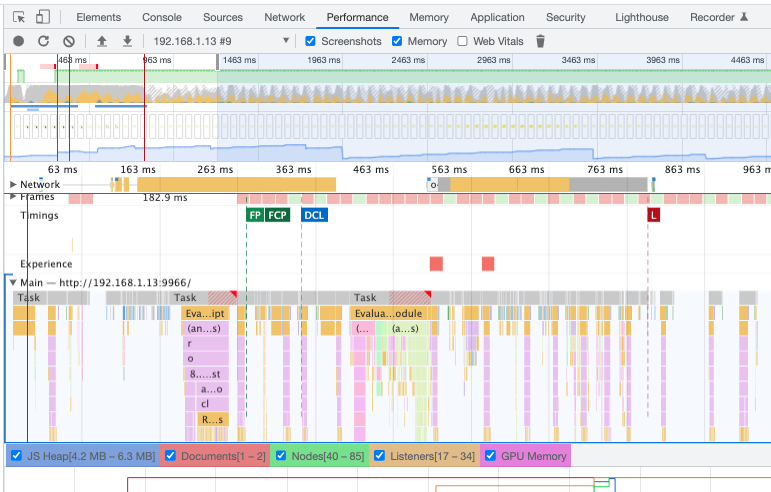 Elements Console Sources Network Performance Memory Application Security Lighthouse Recorder
192.168.1.13 #9 Screenshots Memory Web Vitals
463 ms 963 ms 1463 ms 1963 ms 2463 ms 2963 ms 3463 ms 3963 ms 4463 ms
63 ms 163 ms 263 ms 363 ms 463 ms 563 ms 663 ms 763 ms 863 ms 963 m
Network
Frames 182.9 ms
Timings FP FCP DCL L
Experience
Main — http://192.168.1.13:9966/
Task Task Task
Eva...ipt Evalua...odule
(an...s) (... (a...s)
r
o
8.....st
a...o
cl
R...s
JS Heap[4.2 MB – 6.3 MB] Documents[1 – 2] Nodes[40 – 85] Listeners[17 – 34] GPU Memory